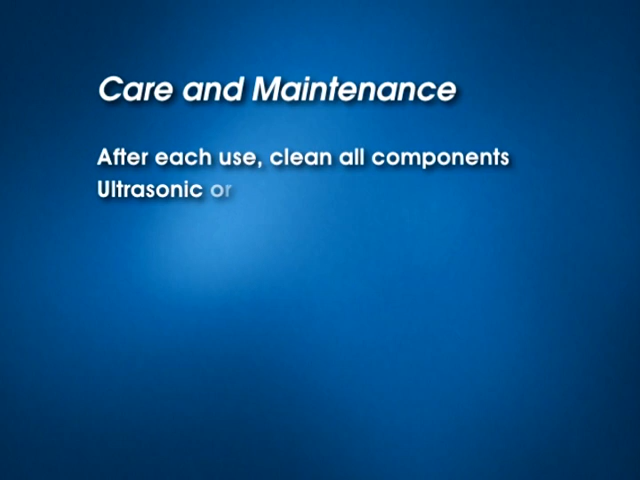 Care and Maintenance
After each use, clean all components
Ultrasonic or